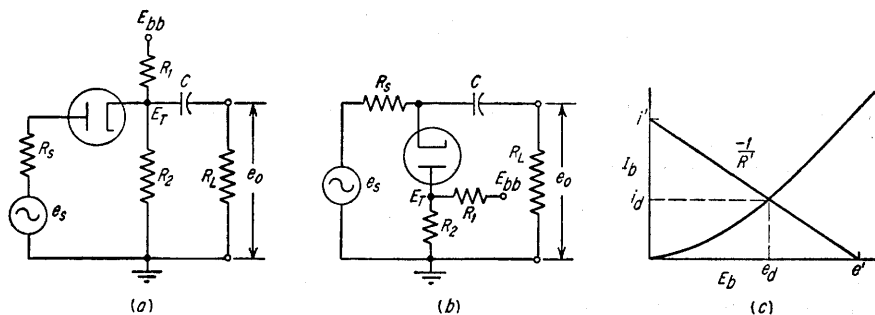 E_bb
R_1
C
E_T
R_s
R_2
R_L
e_o
e_s
(a)
R_s
C
e_s
E_T
R_1
E_bb
R_2
R_L
e_o
(b)
i'
I_b
i_d
-1/R'
E_b
e_d
e'
(c)